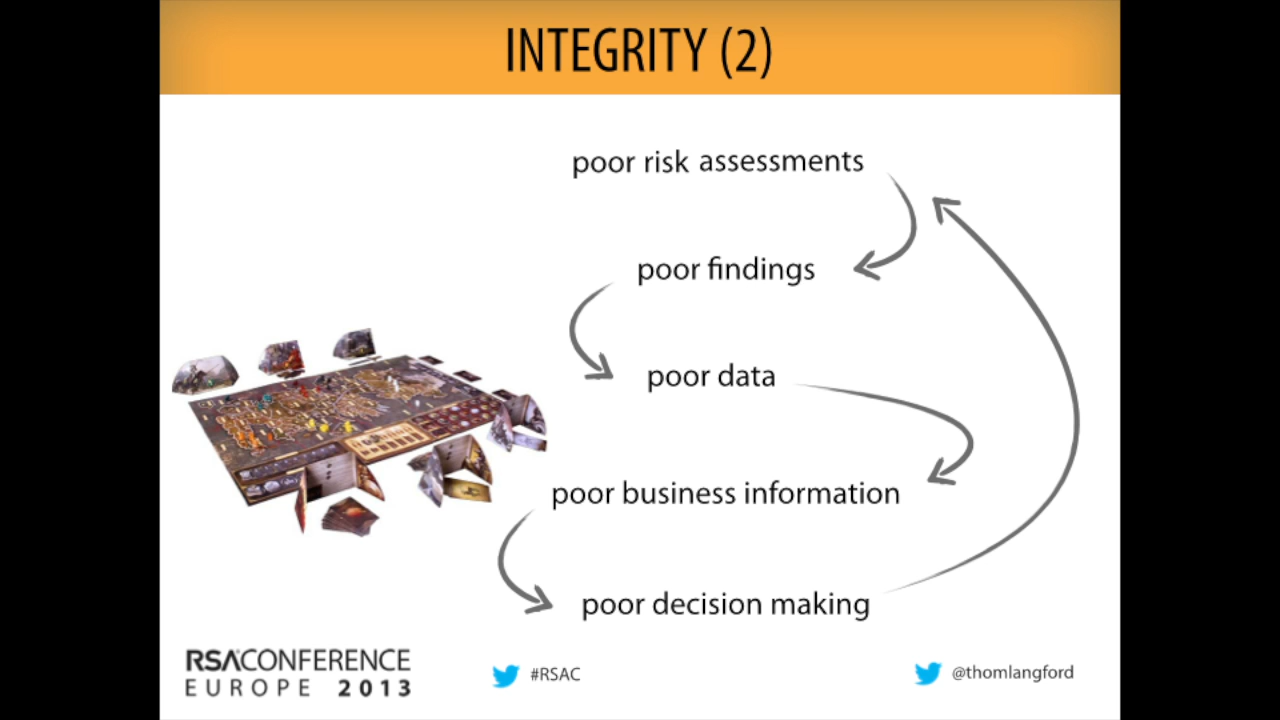 INTEGRITY (2)
poor risk assessments
poor findings
poor data
poor business information
poor decision making
RSACONFERENCE
EUROPE 2013
#RSAC
@thomlangford